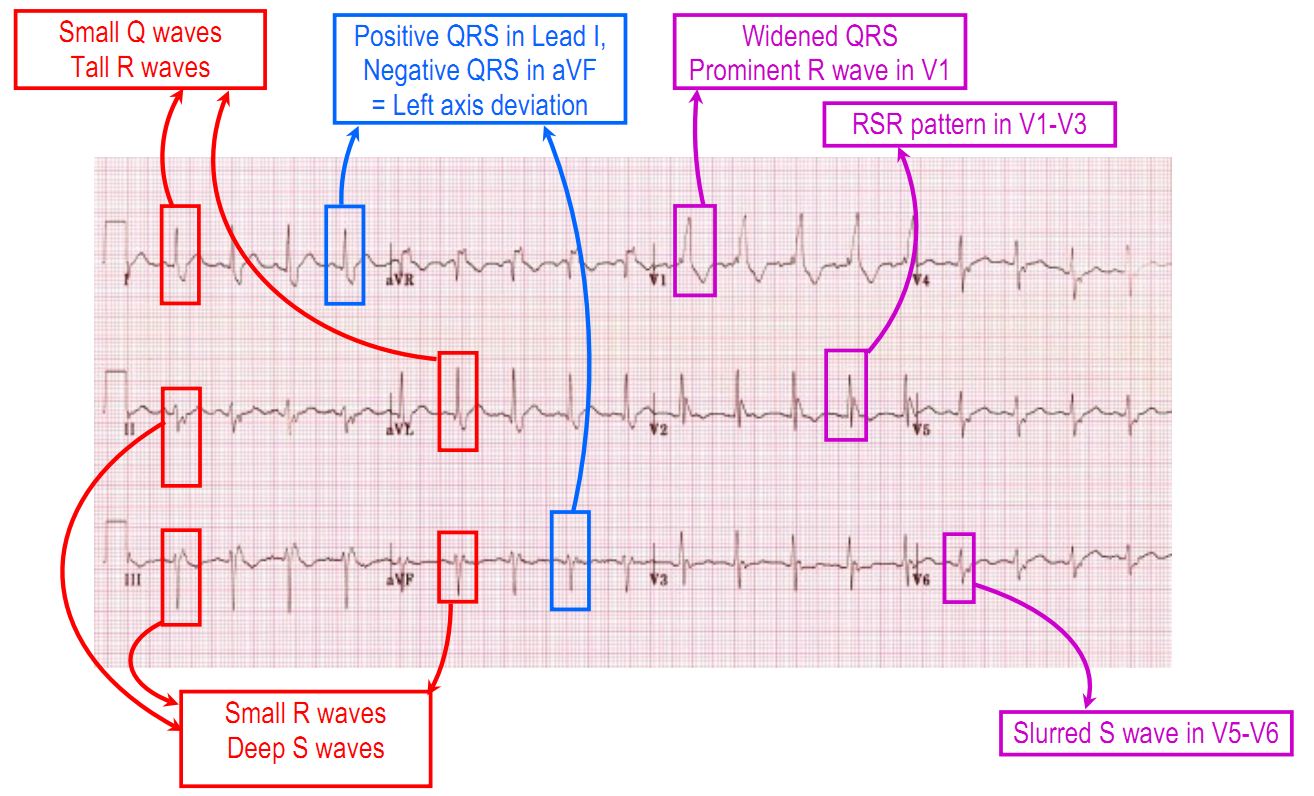 Small Q waves
Tall R waves
Positive QRS in Lead I,
Negative QRS in aVF
= Left axis deviation
Widened QRS
Prominent R wave in V1
RSR pattern in V1-V3
I
aVR
V1
V4
II
aVL
V2
V5
III
aVF
V3
V6
Small R waves
Deep S waves
Slurred S wave in V5-V6